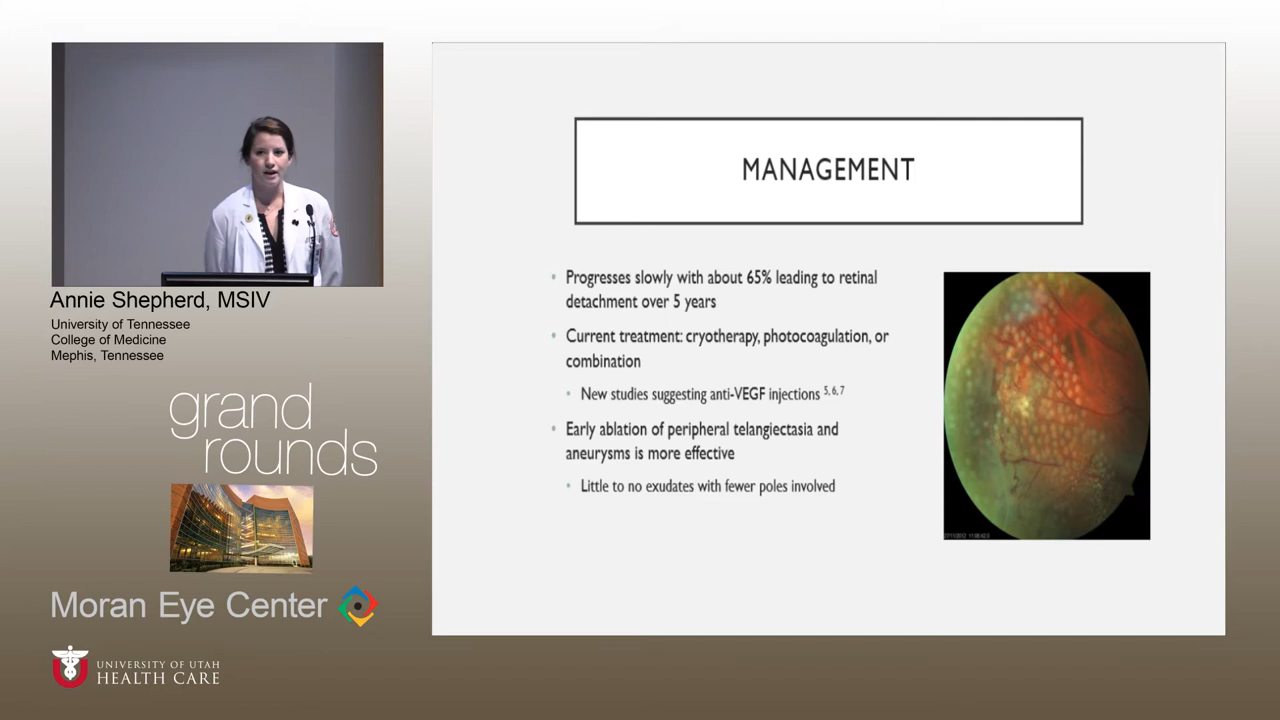 Annie Shepherd, MSIV
University of Tennessee
College of Medicine
Mephis, Tennessee
grand
rounds
Moran Eye Center
UNIVERSITY OF UTAH
HEALTH CARE
MANAGEMENT
• Progresses slowly with about 65% leading to retinal
detachment over 5 years
• Current treatment: cryotherapy, photocoagulation, or
combination
• New studies suggesting anti-VEGF injections 5, 6, 7
• Early ablation of peripheral telangiectasia and
aneurysms is more effective
• Little to no exudates with fewer poles involved